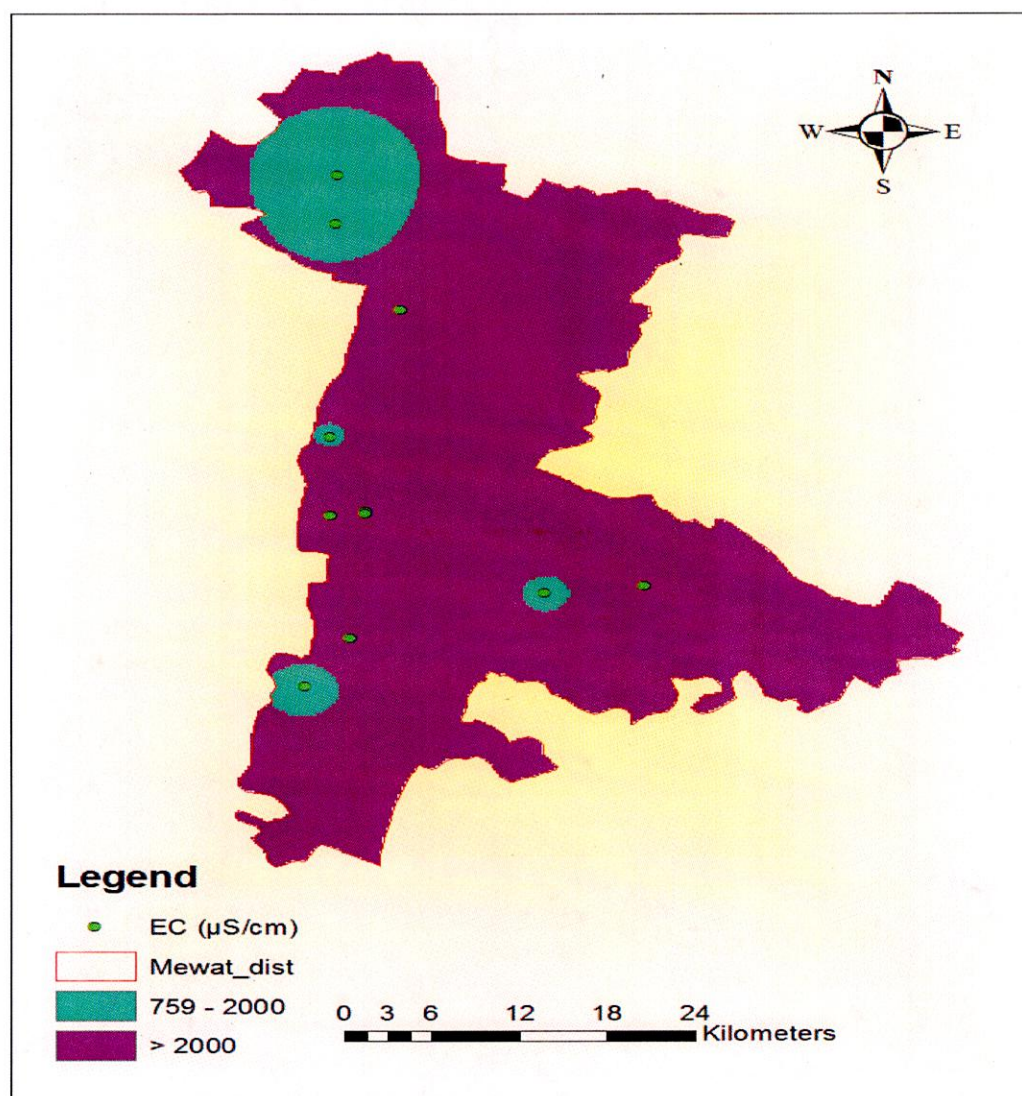 N
W E
S
Legend
EC (µS/cm)
Mewat_dist
759 - 2000
> 2000
0 3 6 12 18 24
Kilometers